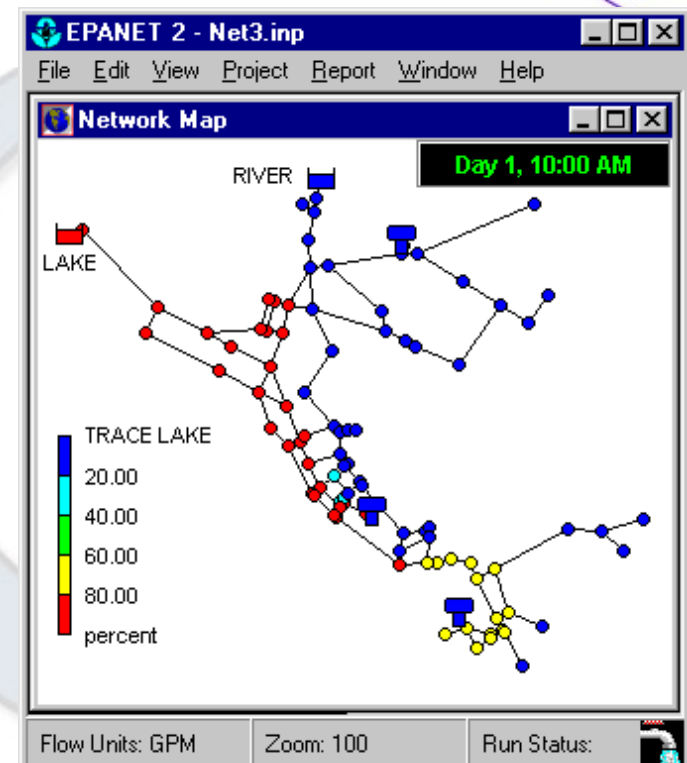 EPANET 2 - Net3.inp
File Edit View Project Report Window Help
Network Map
Day 1, 10:00 AM
RIVER
LAKE
TRACE LAKE
20.00
40.00
60.00
80.00
percent
Flow Units: GPM Zoom: 100 Run Status: